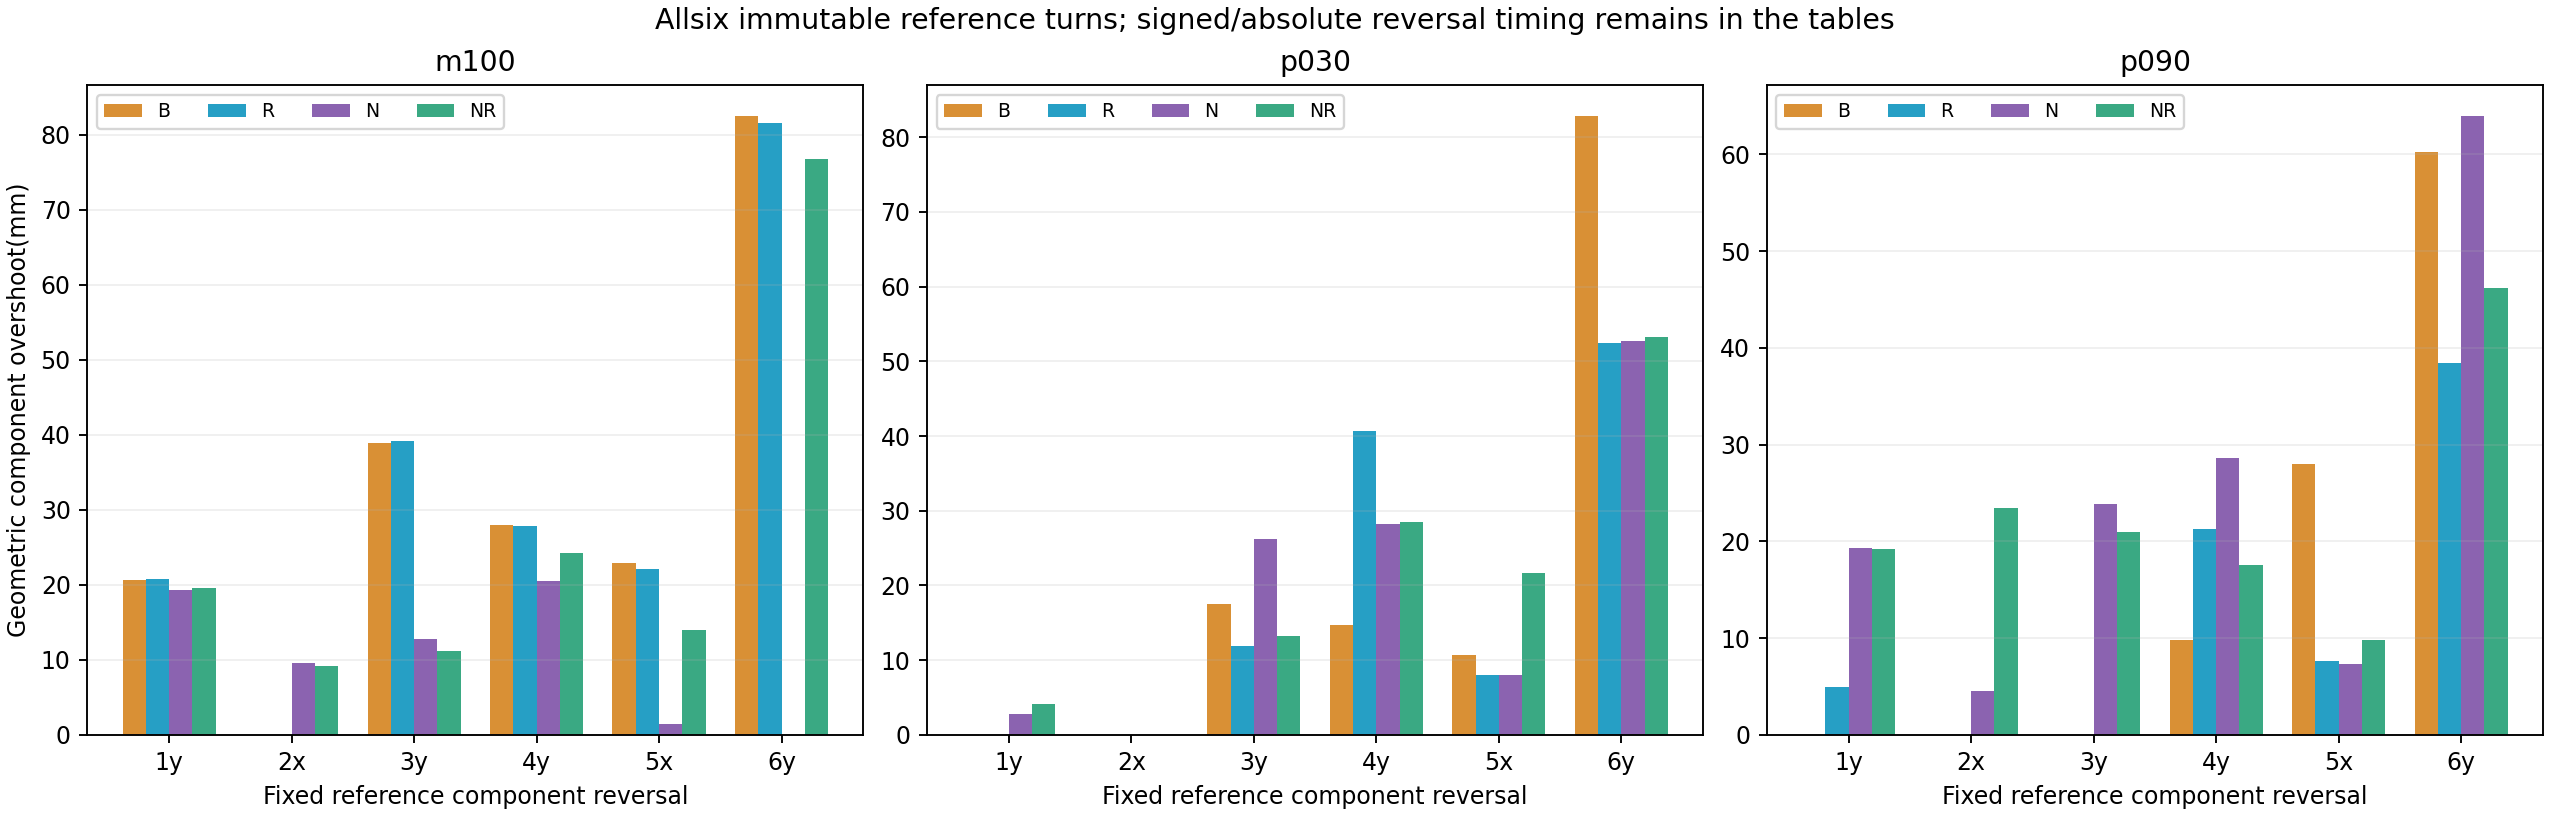 Allsix immutable reference turns; signed/absolute reversal timing remains in the tables
m100
p030
p090
Geometric component overshoot(mm)
B R N NR
B R N NR
B R N NR
80
70
60
50
40
30
20
10
0
1y 2x 3y 4y 5x 6y
Fixed reference component reversal
80
70
60
50
40
30
20
10
0
1y 2x 3y 4y 5x 6y
Fixed reference component reversal
60
50
40
30
20
10
0
1y 2x 3y 4y 5x 6y
Fixed reference component reversal